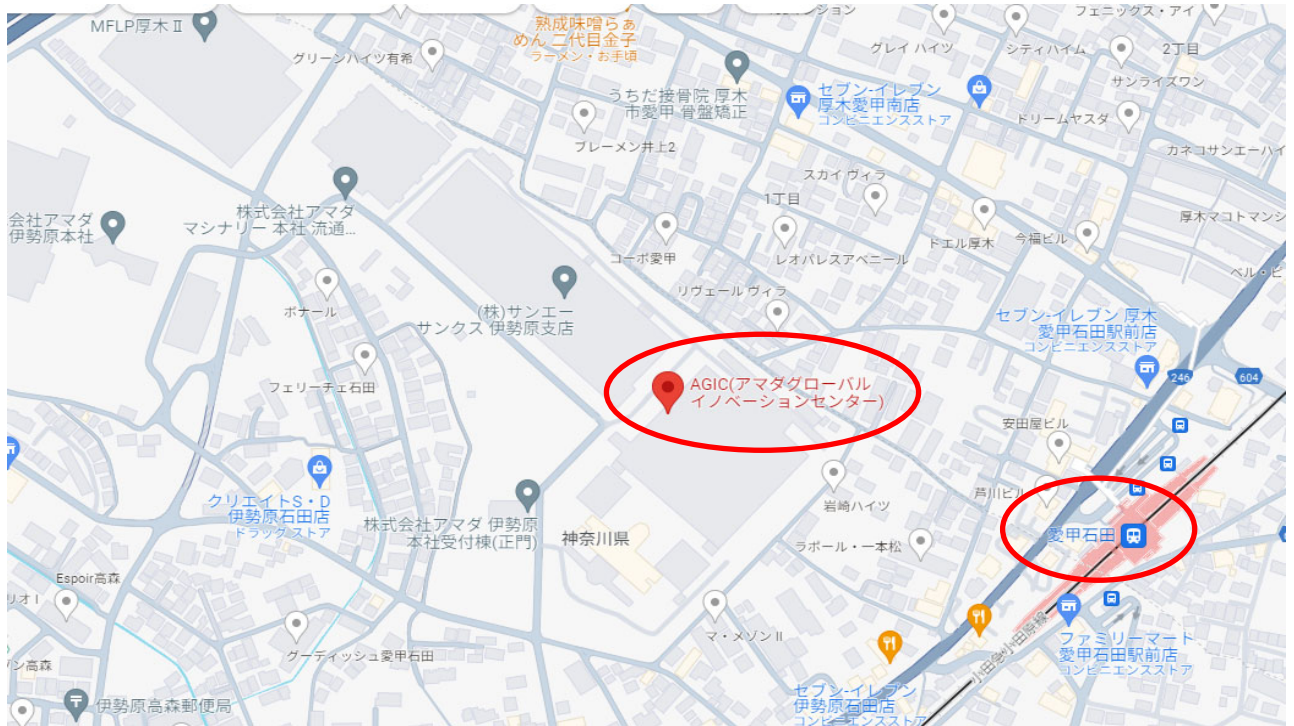 MFLP厚木Ⅱ
グリーンハイツ有希
熟成味噌らぁ
めん 二代目金子
ラーメン・お手頃
グレイ ハイツ
フェニックス・アイ
シティハイム
2丁目
サンライズワン
うちだ接骨院 厚木
市愛甲 骨盤矯正
セブン-イレブン
厚木愛甲南店
コンビニエンスストア
ドリームヤスダ
カネコサンエーハイ
ブレーメン井上2
スカイ ヴィラ
1丁目
会社アマダ
伊勢原本社
株式会社アマダ
マシナリー 本社 流通...
コーポ愛甲
レオパレスアベニール
ドエル厚木
今福ビル
厚木マコトマンシ
ベル・ピ
ボナール
(株)サンエー
サンクス 伊勢原支店
リヴェール ヴィラ
セブン-イレブン 厚木
愛甲石田駅前店
コンビニエンスストア
フェリーチェ石田
AGIC(アマダグローバル
イノベーションセンター)
246
604
安田屋ビル
クリエイトS・D
伊勢原石田店
ドラッグストア
株式会社アマダ 伊勢原
本社受付棟(正門)
神奈川県
岩崎ハイツ
芦川ビル
愛甲石田
ラポール・一本松
Espoir高森
リオⅠ
グーディッシュ愛甲石田
マ・メゾンⅡ
小田急小田原線
ファミリーマート
愛甲石田駅前店
コンビニエンスストア
ゾン高森
伊勢原高森郵便局
セブン-イレブン
伊勢原石田店
コンビニエンスストア